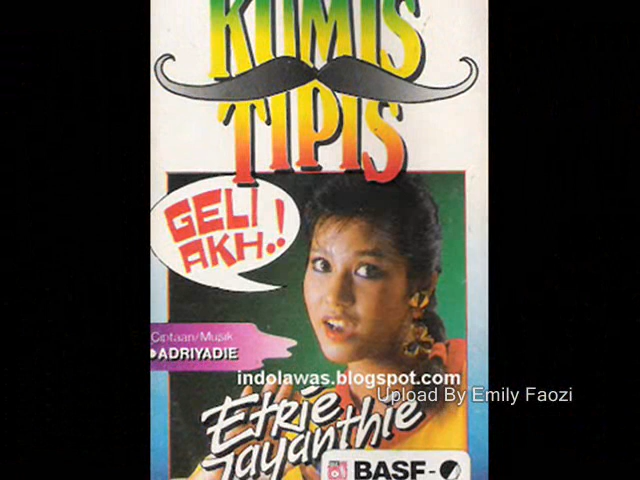 KUMIS
TIPIS
GELI
AKH..!
Ciptaan/Musik
ADRIYADIE
indolawas.blogspot.com
Upload By Emily Faozi
Etrie
Jayanthie
BASF-